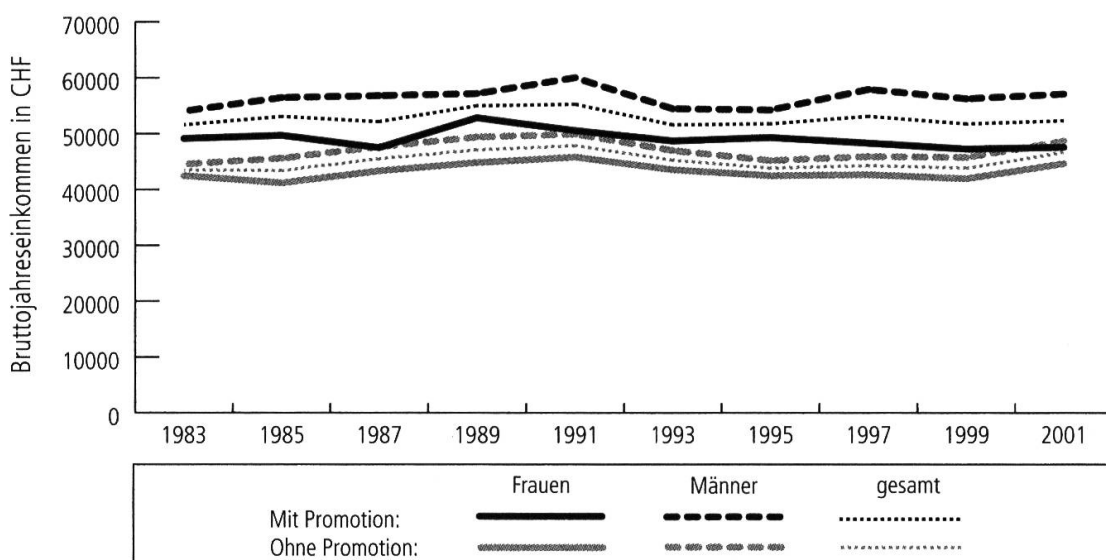 Bruttojahreseinkommen in CHF
70000
60000
50000
40000
30000
20000
10000
0
1983 1985 1987 1989 1991 1993 1995 1997 1999 2001
Frauen Männer gesamt
Mit Promotion:
Ohne Promotion: